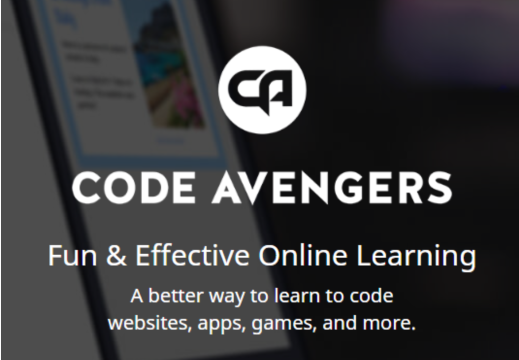 CA
CODE AVENGERS
Fun & Effective Online Learning
A better way to learn to code
websites, apps, games, and more.